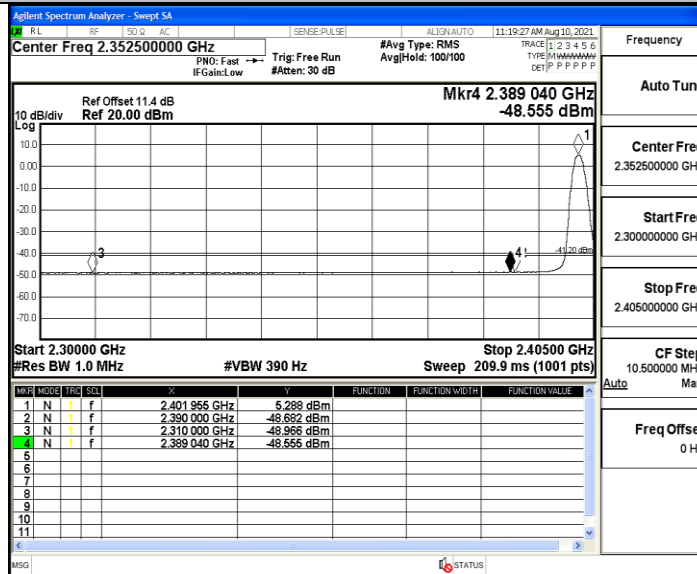 Agilent Spectrum Analyzer - Swept SA
RL RF 50 Ω AC SENSE:PULSE ALIGN AUTO 11:19:27 AM Aug 10, 2021
Center Freq 2.352500000 GHz #Avg Type: RMS TRACE 1 2 3 4 5 6 Frequency
PNO: Fast Trig: Free Run Avg|Hold: 100/100 TYPE M W W W W W
IFGain:Low #Atten: 30 dB DET P P P P P P
Auto Tun
Mkr4 2.389 040 GHz
Ref Offset 11.4 dB
10 dB/div Ref 20.00 dBm -48.555 dBm
Log
10.0
0.00
-10.0
-20.0
-30.0
-40.0
-50.0
-60.0
-70.0
1
3
4
-41.20 dBm
Center Fre
2.352500000 GH
Start Fre
2.300000000 GH
Stop Fre
2.405000000 GH
Start 2.30000 GHz Stop 2.40500 GHz
#Res BW 1.0 MHz #VBW 390 Hz Sweep 209.9 ms (1001 pts)
CF Step
10.500000 MH
Auto Ma
MKR MODE TRC SCL X Y FUNCTION FUNCTION WIDTH FUNCTION VALUE
1 N 1 f 2.401 955 GHz 5.288 dBm
2 N 1 f 2.390 000 GHz -48.682 dBm
3 N 1 f 2.310 000 GHz -48.966 dBm
4 N 1 f 2.389 040 GHz -48.555 dBm
5
6
7
8
9
10
11
Freq Offse
0 H
MSG STATUS